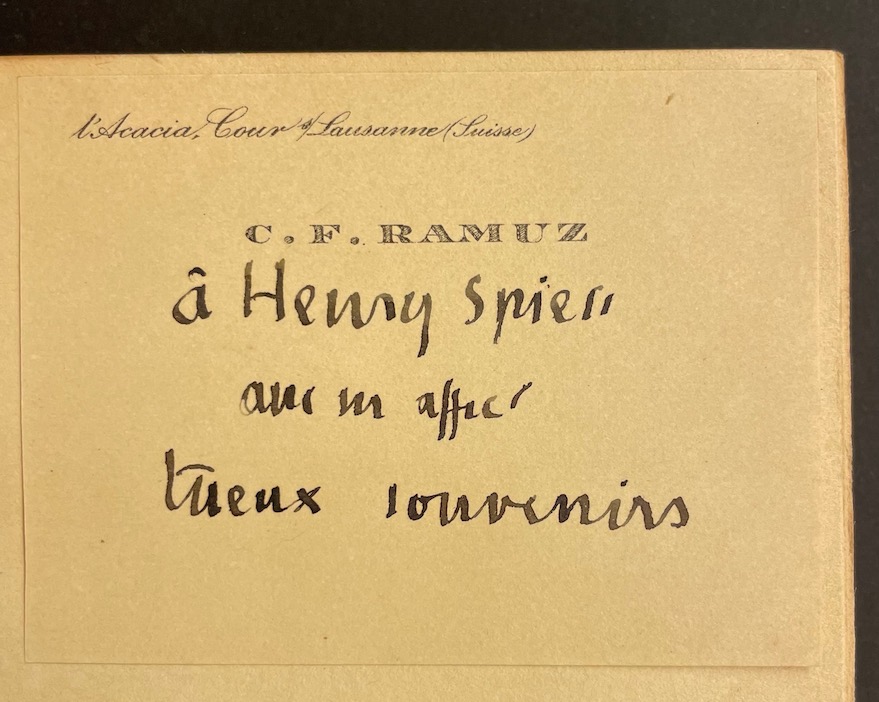 l'Acacia, Cour s/Lausanne (Suisse)
C. F. RAMUZ
à Henry Spiess
avec ses affec
tueux souvenirs